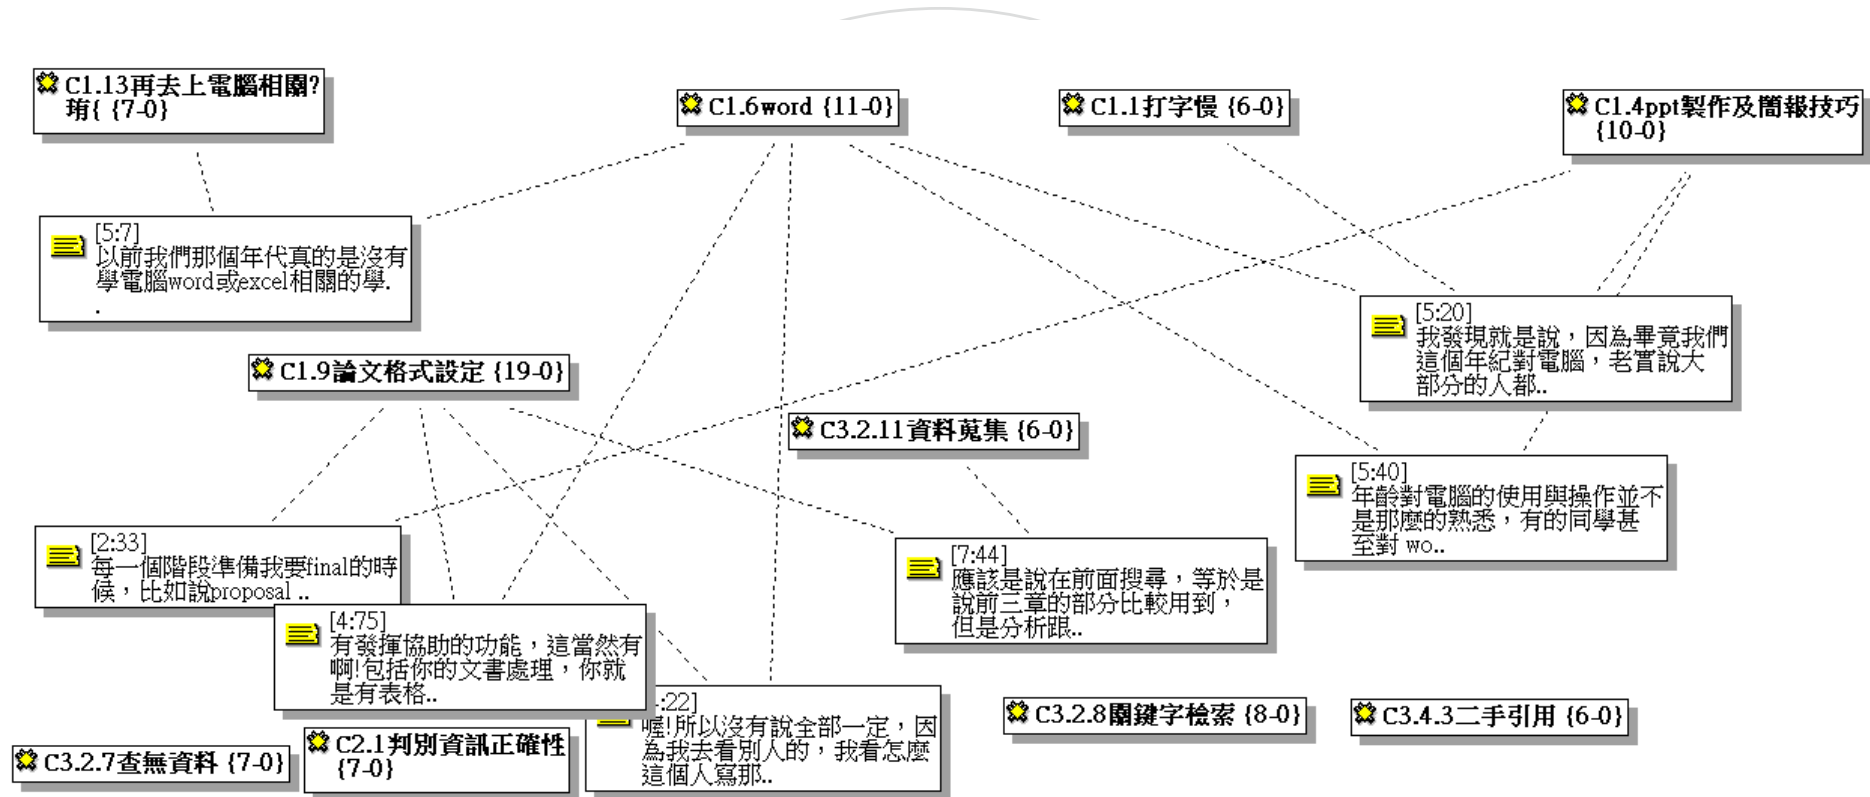 C1.13再去上電腦相關?
琑{ {7-0}
C1.6word {11-0}
C1.1打字慢 {6-0}
C1.4ppt製作及簡報技巧
{10-0}
[5:7]
以前我們那個年代真的是沒有
學電腦word或excel相關的學.
.
[5:20]
我發現就是說，因為畢竟我們
這個年紀對電腦，老實說大
部分的人都..
C1.9論文格式設定 {19-0}
C3.2.11資料蒐集 {6-0}
[5:40]
年齡對電腦的使用與操作並不
是那麼的熟悉，有的同學甚
至對 wo..
[2:33]
每一個階段準備我要final的時
候，比如說proposal ..
[7:44]
應該是說在前面搜尋，等於是
說前三章的部分比較用到，
但是分析跟..
[4:75]
有發揮協助的功能，這當然有
啊!包括你的文書處理，你就
是有表格..
:22]
喔!所以沒有說全部一定，因
為我去看別人的，我看怎麼
這個人寫那..
C3.2.8關鍵字檢索 {8-0}
C3.4.3二手引用 {6-0}
C3.2.7查無資料 {7-0}
C2.1判別資訊正確性
{7-0}